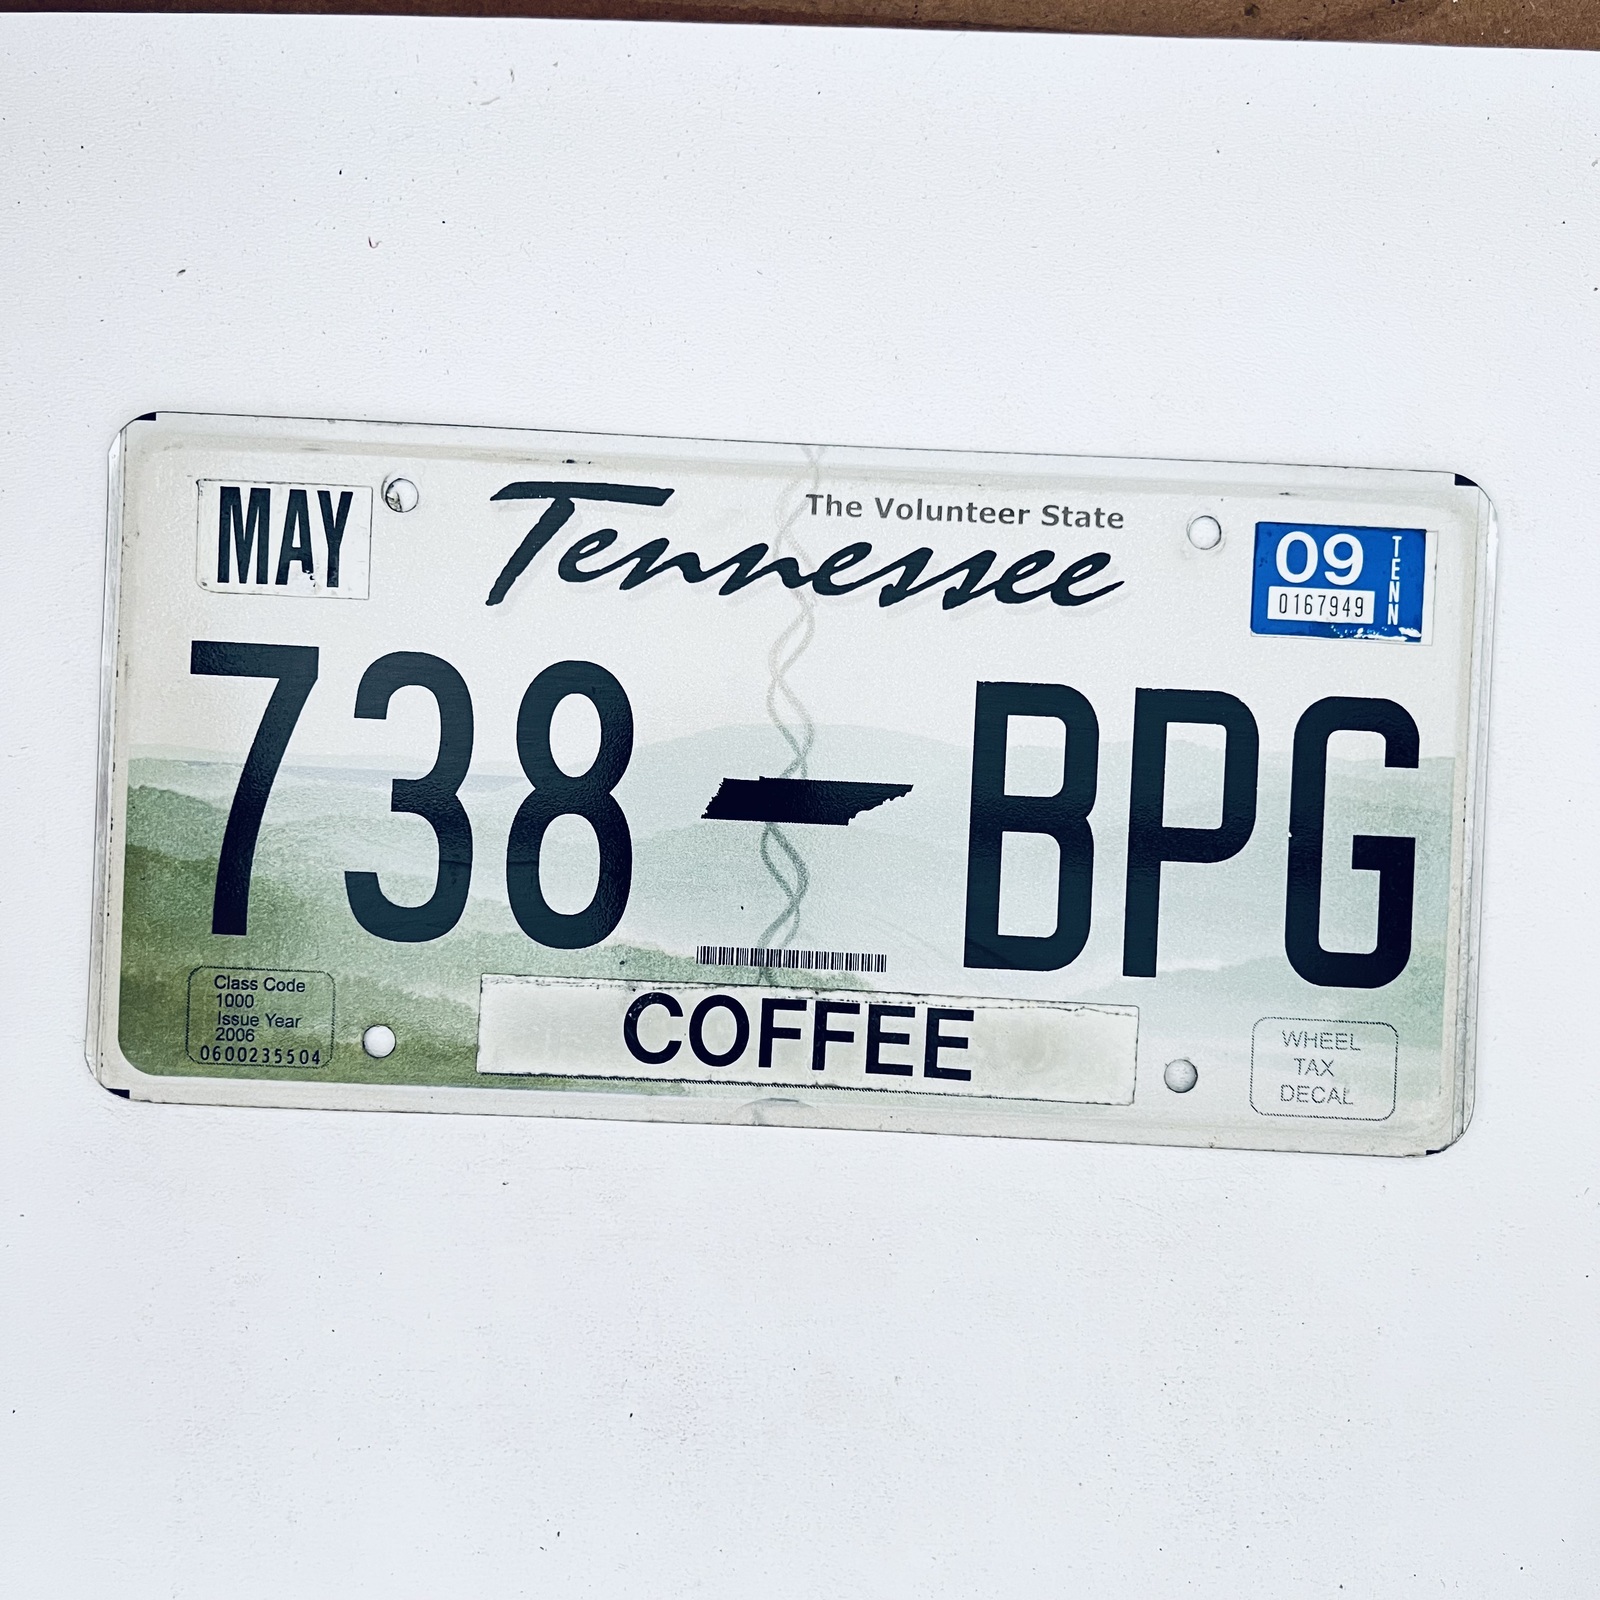 MAY
The Volunteer State
Tennessee
09
TENN
0167949
738 BPG
Class Code
1000
Issue Year
2006
0600235504
COFFEE
WHEEL
TAX
DECAL